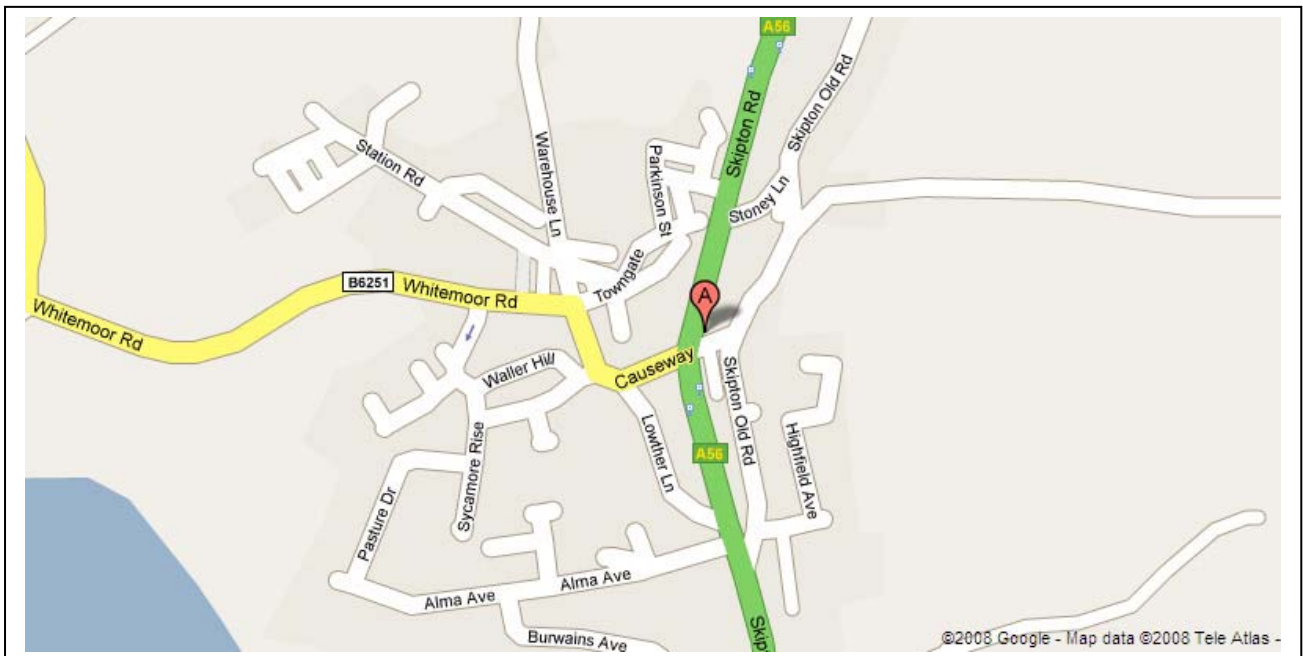 A56
Skipton Old Rd
Skipton Rd
Warehouse Ln
Parkinson St
Station Rd
Stoney Ln
Towngate
B6251
Whitemoor Rd
Whitemoor Rd
A
Causeway
Waller Hill
Skipton Old Rd
Lowther Ln
Highfield Ave
A56
Sycamore Rise
Pasture Dr
Alma Ave
Alma Ave
Burwains Ave
Skipt
©2008 Google - Map data ©2008 Tele Atlas -